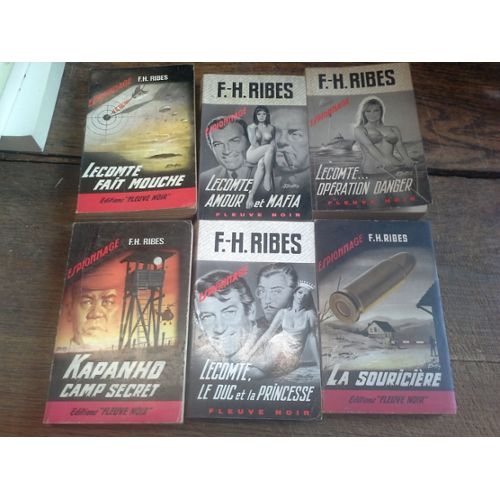 ESPIONNAGE
F.H. RIBES
LECOMTE
FAIT MOUCHE
Editions "FLEUVE NOIR"
F.-H. RIBES
ESPIONNAGE
LECOMTE
AMOUR et MAFIA
FLEUVE NOIR
F.-H. RIBES
ESPIONNAGE
LECOMTE...
OPÉRATION DANGER
FLEUVE NOIR
ESPIONNAGE
F.H. RIBES
KAPANHO
CAMP SECRET
Editions "FLEUVE NOIR"
F.-H. RIBES
ESPIONNAGE
LECOMTE,
LE DUC et la PRINCESSE
FLEUVE NOIR
ESPIONNAGE
F.H. RIBES
LA SOURICIÈRE
Editions "FLEUVE NOIR"